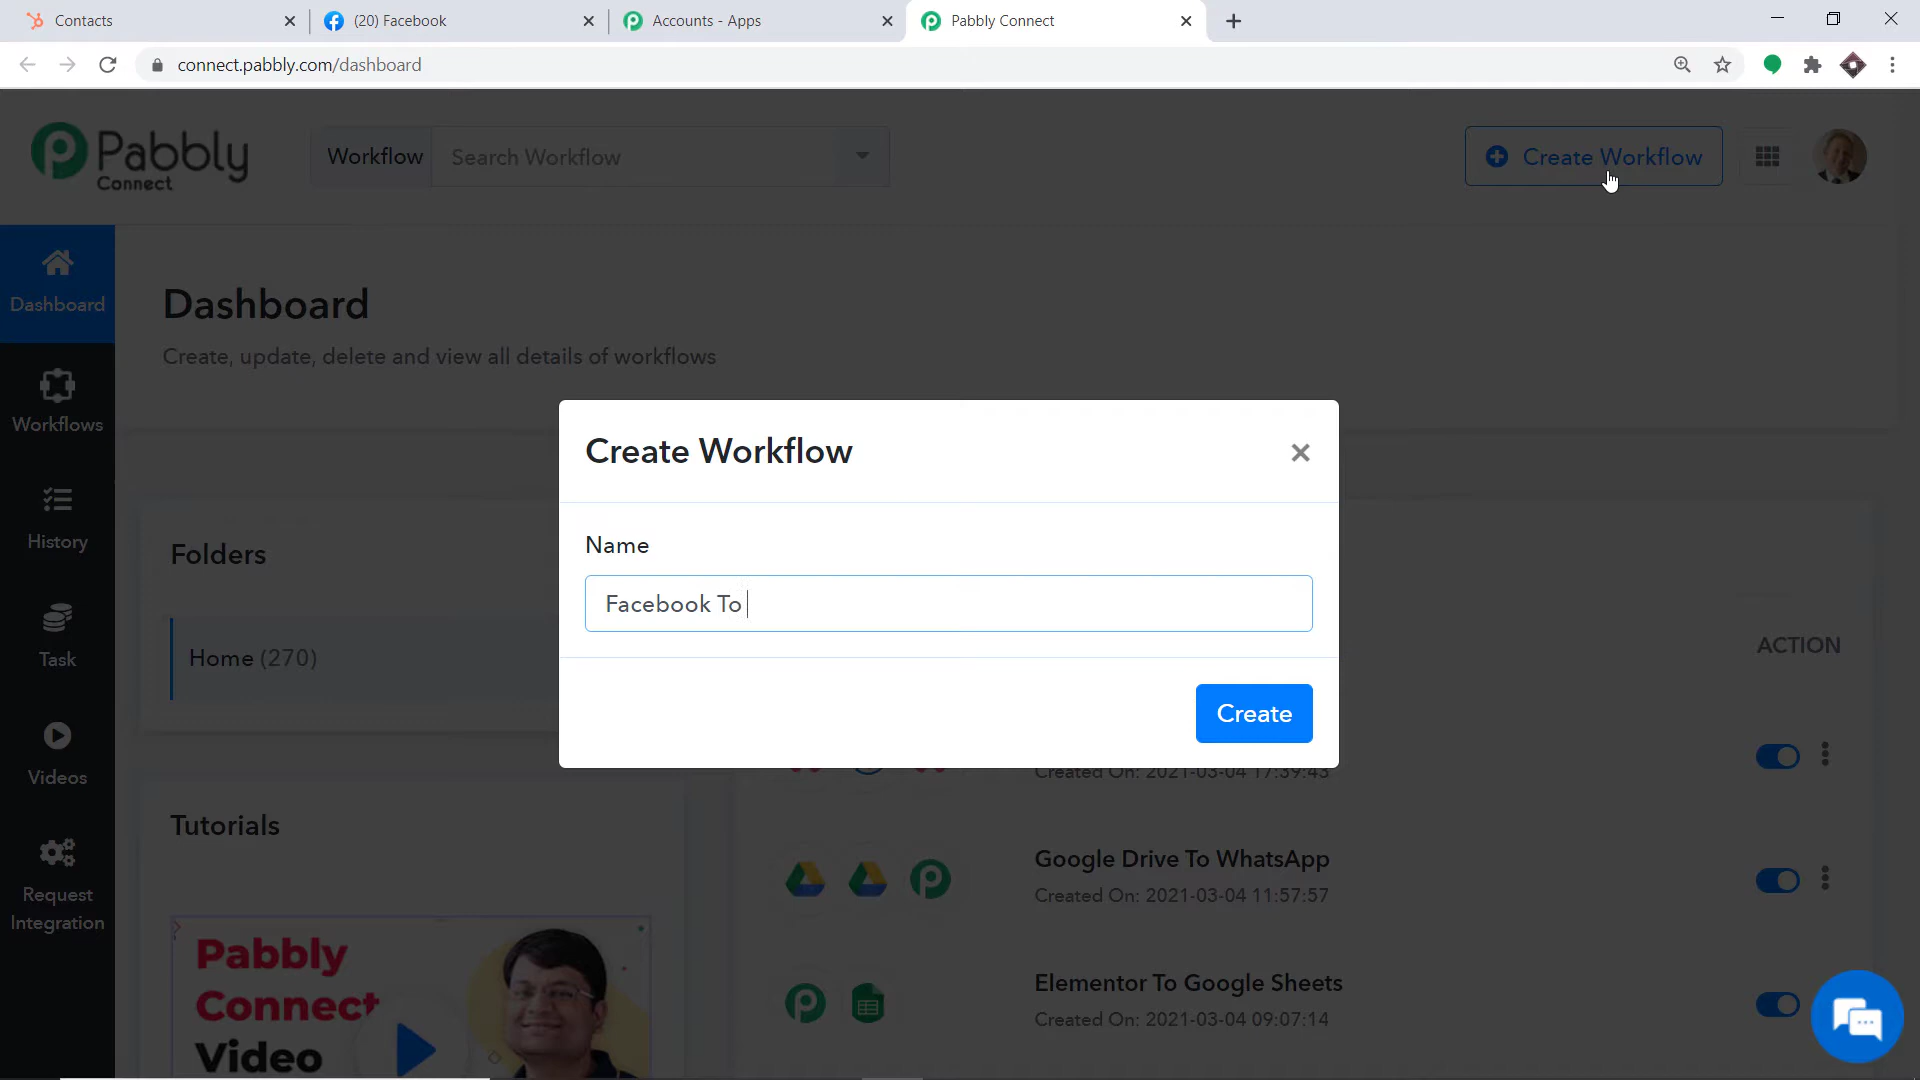 Contacts
(20) Facebook
Accounts - Apps
Pabbly Connect
connect.pabbly.com/dashboard
Pabbly
Connect
Workflow
Search Workflow
Create Workflow
Dashboard
Dashboard
Create, update, delete and view all details of workflows
Workflows
Create Workflow
Name
History
Folders
Facebook To
Task
Home (270)
ACTION
Create
Videos
Created On: 2021-03-04 17:39:43
Tutorials
Google Drive To WhatsApp
Request
Integration
Created On: 2021-03-04 11:57:57
Pabbly
Connect
Video
Elementor To Google Sheets
Created On: 2021-03-04 09:07:14